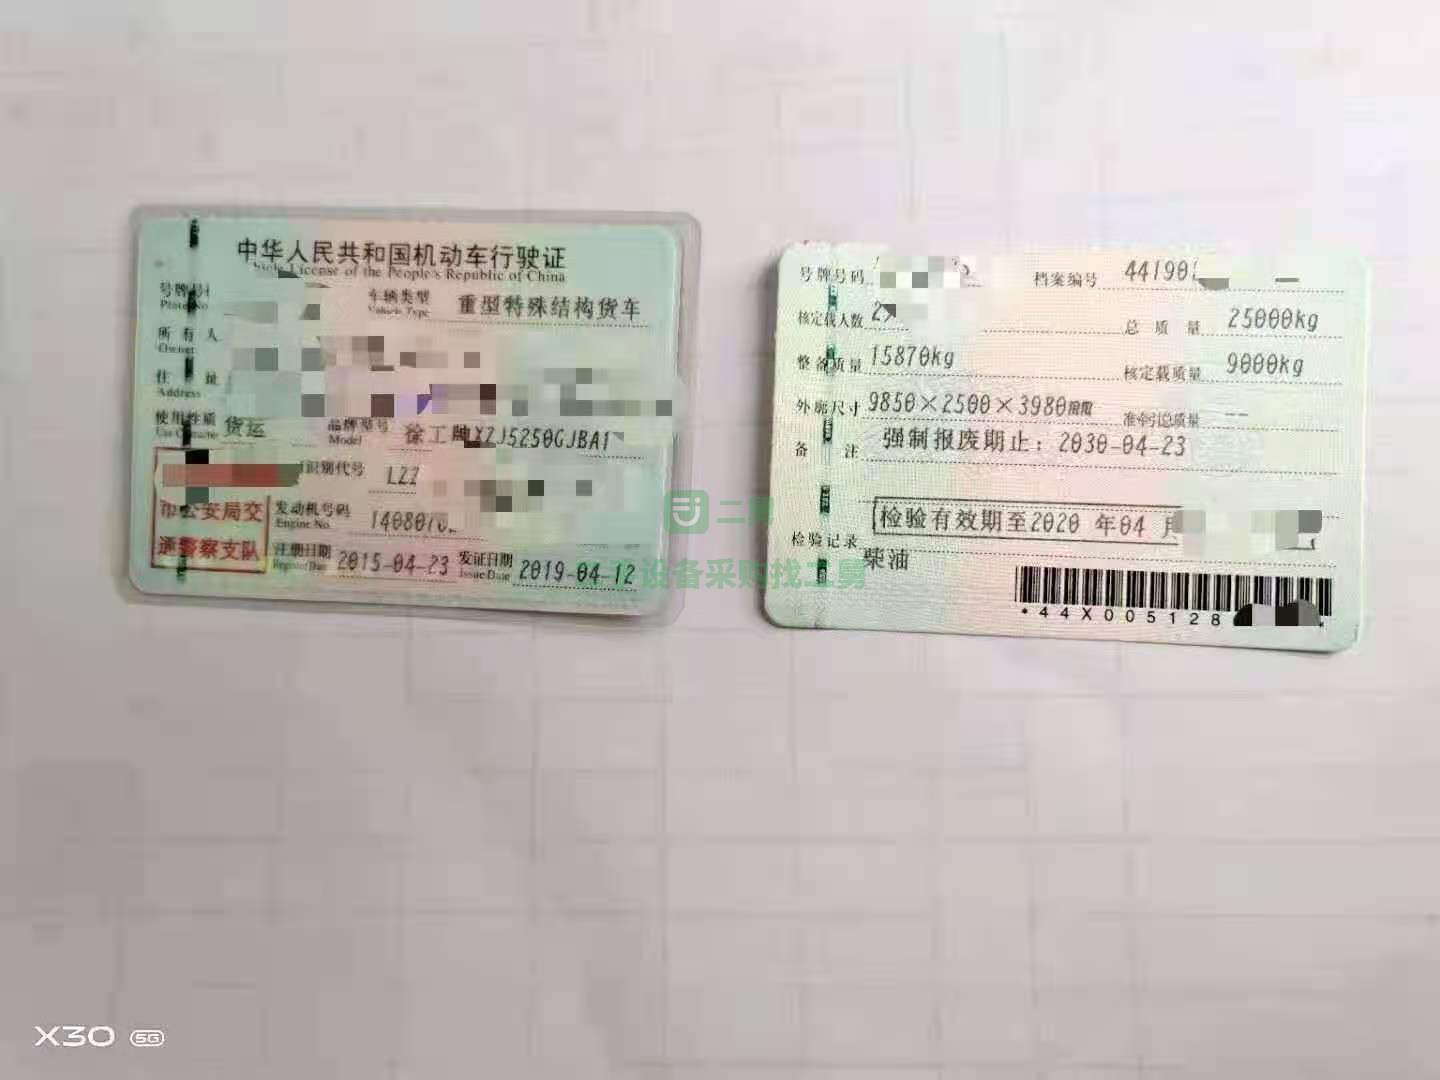 中华人民共和国机动车行驶证
License of the People's Republic of China
号牌号
车辆类型 重型特殊结构货车
Vehicle Type
所有人
Owner
住址
Address
使用性质 货运 品牌型号 徐工牌XZJ5250GJBA1
Model
识别代号 LZZ
市公安局交
通警察支队
发动机号码 1408010
Engine No.
注册日期 2015-04-23 发证日期 2019-04-12
Register Date Issue Date
号牌号码 档案编号 441901
核定载人数 2 总质量 25000kg
整备质量 15870kg 核定载质量 9000kg
外廓尺寸 9850×2500×3980 准牵引总质量 --
备注 强制报废期止：2030-04-23
检验记录 检验有效期至2020年04月
柴油
*44X005128
二
设备采购找工
X30 5G